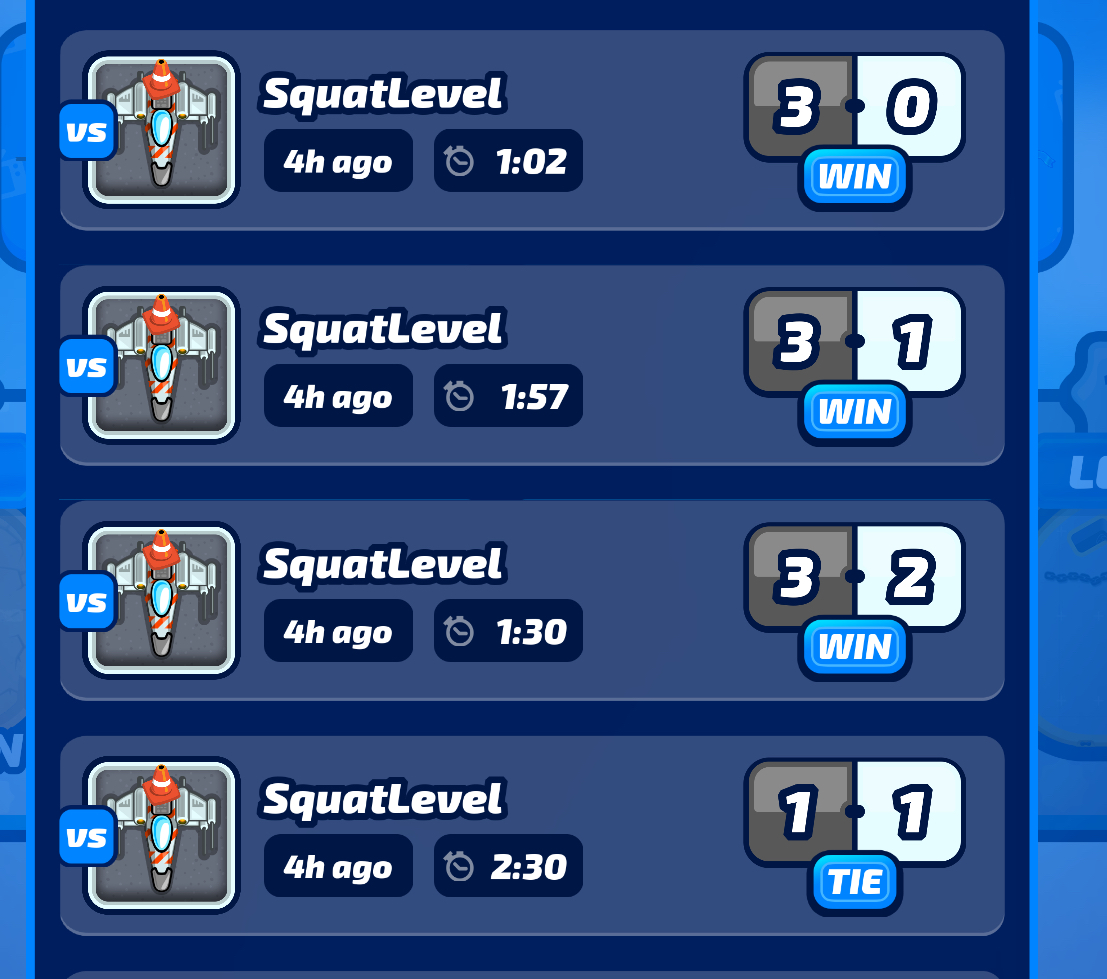 SquatLevel
vs
4h ago 1:02
3 - 0
WIN
SquatLevel
vs
4h ago 1:57
3 - 1
WIN
SquatLevel
vs
4h ago 1:30
3 - 2
WIN
SquatLevel
vs
4h ago 2:30
1 - 1
TIE